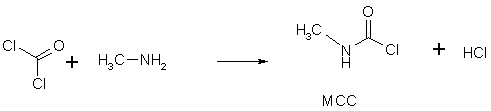 Cl O Cl + H₃C—NH₂ H₃C N H O Cl + HCl
MCC